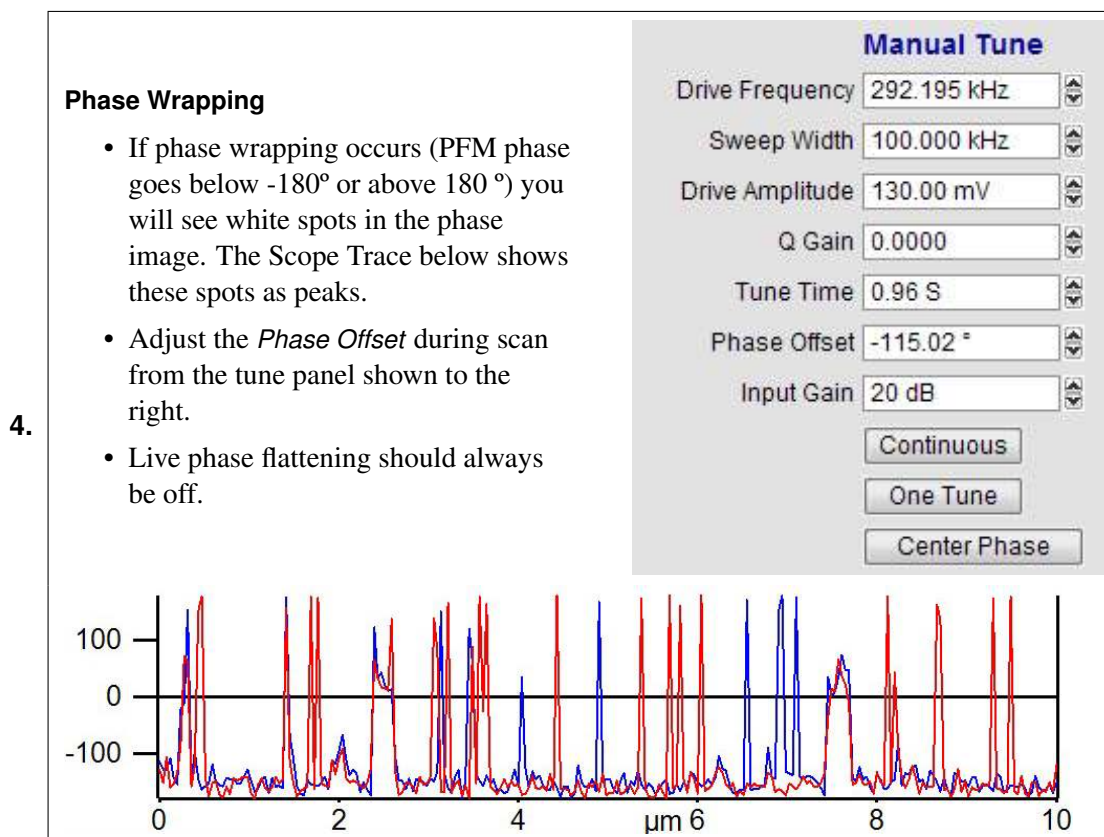 4.
Phase Wrapping
• If phase wrapping occurs (PFM phase
goes below -180º or above 180 º) you
will see white spots in the phase
image. The Scope Trace below shows
these spots as peaks.
• Adjust the Phase Offset during scan
from the tune panel shown to the
right.
• Live phase flattening should always
be off.
Manual Tune
Drive Frequency 292.195 kHz
Sweep Width 100.000 kHz
Drive Amplitude 130.00 mV
Q Gain 0.0000
Tune Time 0.96 S
Phase Offset -115.02 °
Input Gain 20 dB
Continuous
One Tune
Center Phase
100
0
-100
0 2 4 µm 6 8 10